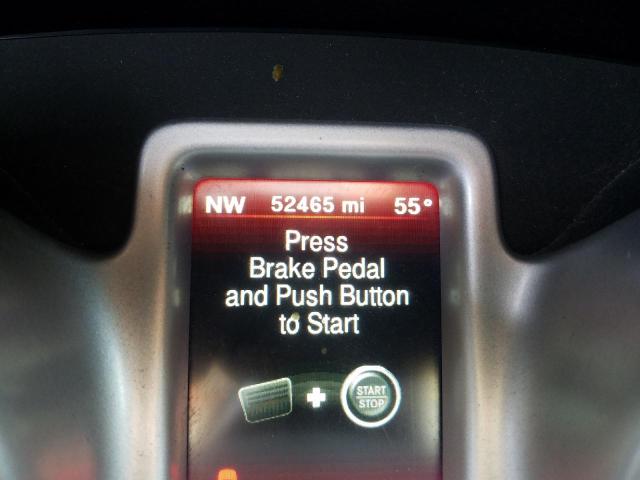 NW 52465 mi 55°
Press
Brake Pedal
and Push Button
to Start
START
STOP